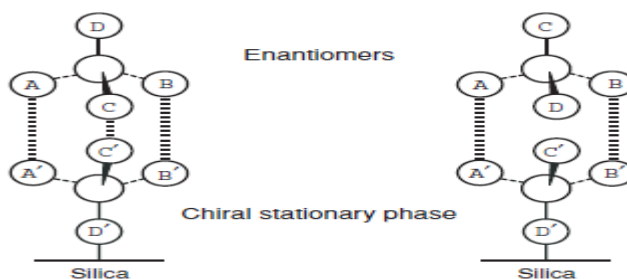 D C
Enantiomers
A B A B
C D
C′ C′
A′ B′ A′ B′
Chiral stationary phase
D′ D′
Silica Silica